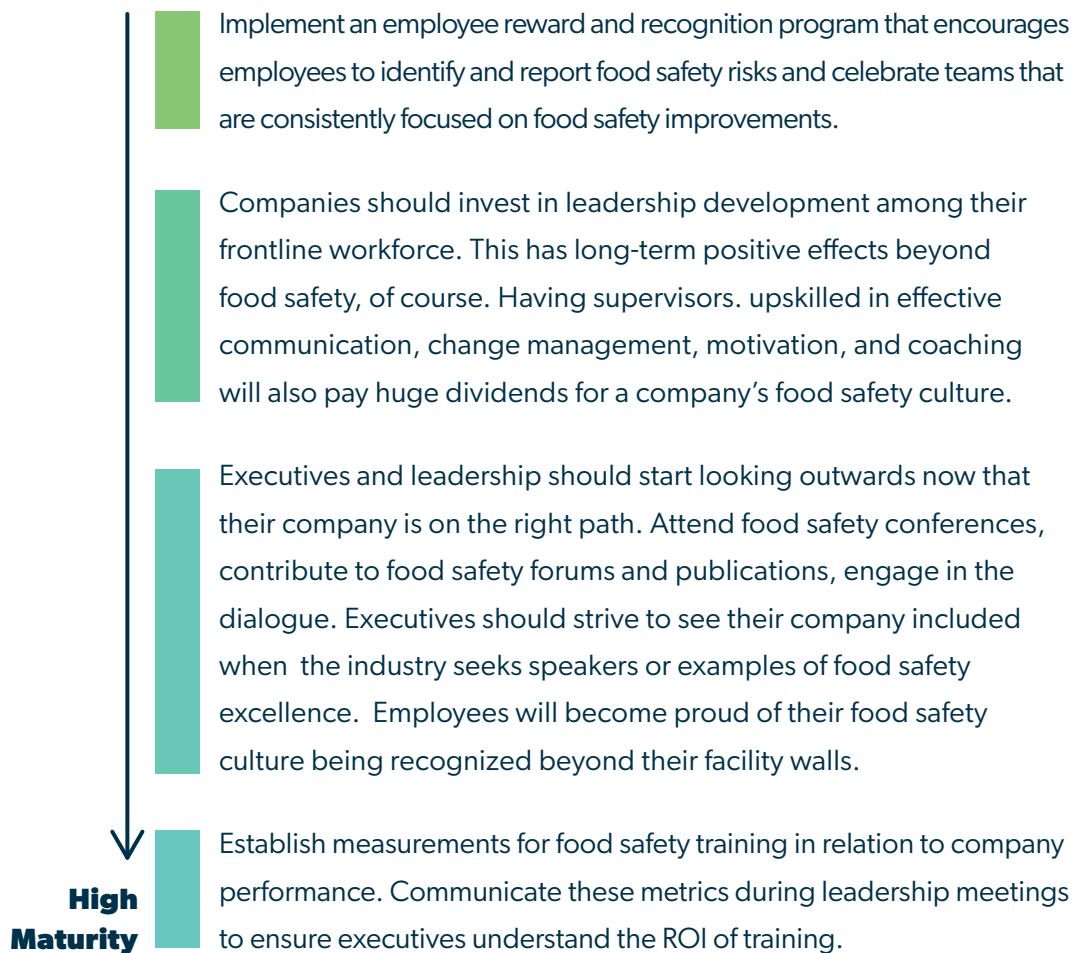 Implement an employee reward and recognition program that encourages
employees to identify and report food safety risks and celebrate teams that
are consistently focused on food safety improvements.
Companies should invest in leadership development among their
frontline workforce. This has long-term positive effects beyond
food safety, of course. Having supervisors. upskilled in effective
communication, change management, motivation, and coaching
will also pay huge dividends for a company’s food safety culture.
Executives and leadership should start looking outwards now that
their company is on the right path. Attend food safety conferences,
contribute to food safety forums and publications, engage in the
dialogue. Executives should strive to see their company included
when  the industry seeks speakers or examples of food safety
excellence.  Employees will become proud of their food safety
culture being recognized beyond their facility walls.
Establish measurements for food safety training in relation to company
performance. Communicate these metrics during leadership meetings
to ensure executives understand the ROI of training.
High
Maturity